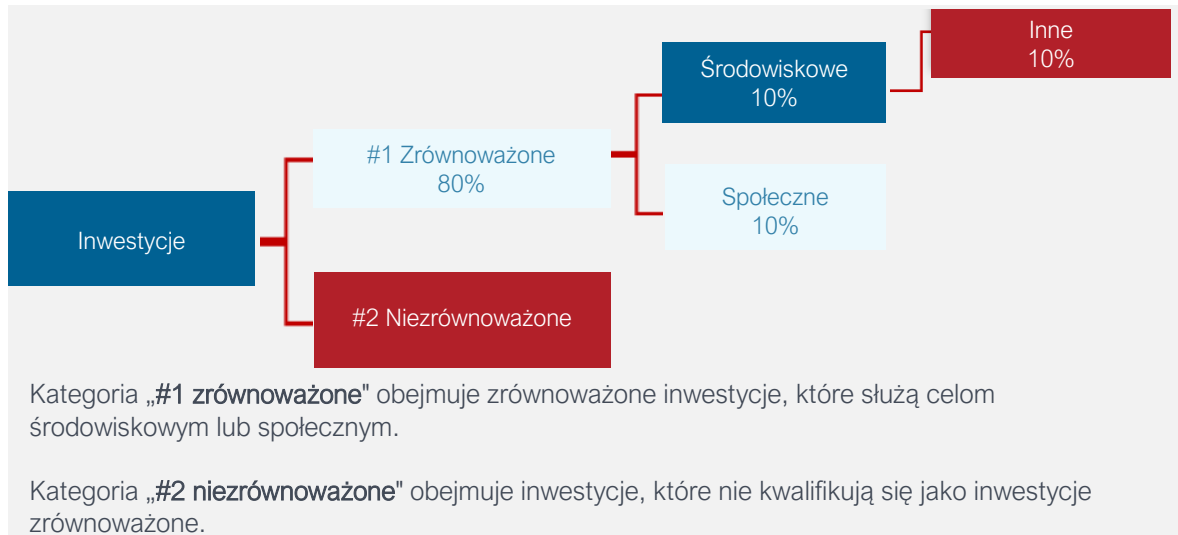 Inne
10%
Środowiskowe
10%
#1 Zrównoważone
80%
Społeczne
10%
Inwestycje
#2 Niezrównoważone
Kategoria „#1 zrównoważone" obejmuje zrównoważone inwestycje, które służą celom
środowiskowym lub społecznym.
Kategoria „#2 niezrównoważone" obejmuje inwestycje, które nie kwalifikują się jako inwestycje
zrównoważone.